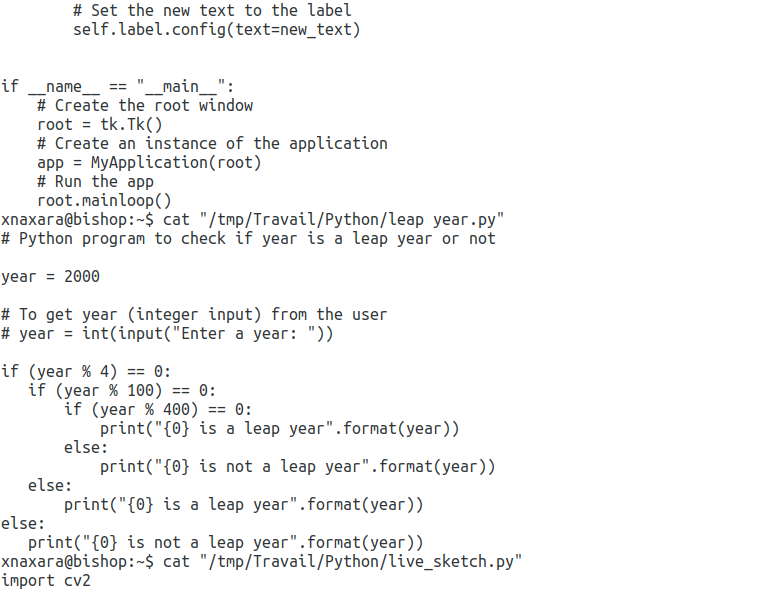 # Set the new text to the label
        self.label.config(text=new_text)


if __name__ == "__main__":
    # Create the root window
    root = tk.Tk()
    # Create an instance of the application
    app = MyApplication(root)
    # Run the app
    root.mainloop()
xnaxara@bishop:~$ cat "/tmp/Travail/Python/leap year.py"
# Python program to check if year is a leap year or not

year = 2000

# To get year (integer input) from the user
# year = int(input("Enter a year: "))

if (year % 4) == 0:
   if (year % 100) == 0:
       if (year % 400) == 0:
           print("{0} is a leap year".format(year))
       else:
           print("{0} is not a leap year".format(year))
   else:
       print("{0} is a leap year".format(year))
else:
   print("{0} is not a leap year".format(year))
xnaxara@bishop:~$ cat "/tmp/Travail/Python/live_sketch.py"
import cv2